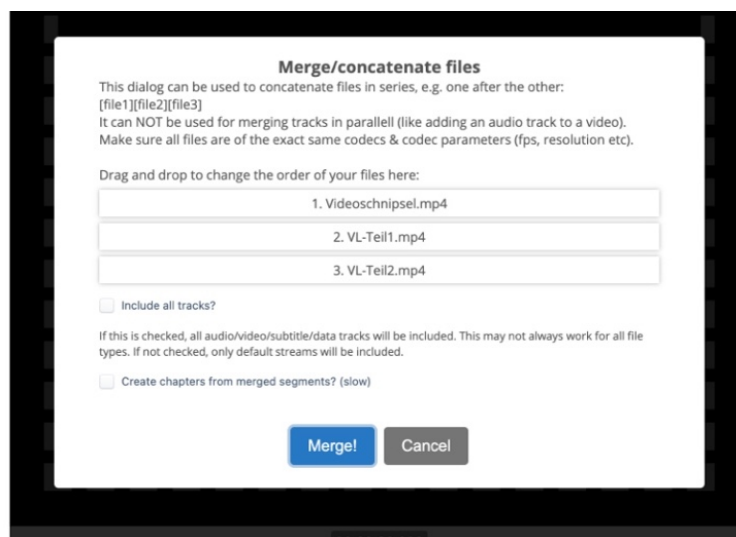 Merge/concatenate files
This dialog can be used to concatenate files in series, e.g. one after the other:
[file1][file2][file3]
It can NOT be used for merging tracks in parallell (like adding an audio track to a video).
Make sure all files are of the exact same codecs & codec parameters (fps, resolution etc).
Drag and drop to change the order of your files here:
1. Videoschnipsel.mp4
2. VL-Teil1.mp4
3. VL-Teil2.mp4
Include all tracks?
If this is checked, all audio/video/subtitle/data tracks will be included. This may not always work for all file
types. If not checked, only default streams will be included.
Create chapters from merged segments? (slow)
Merge! Cancel